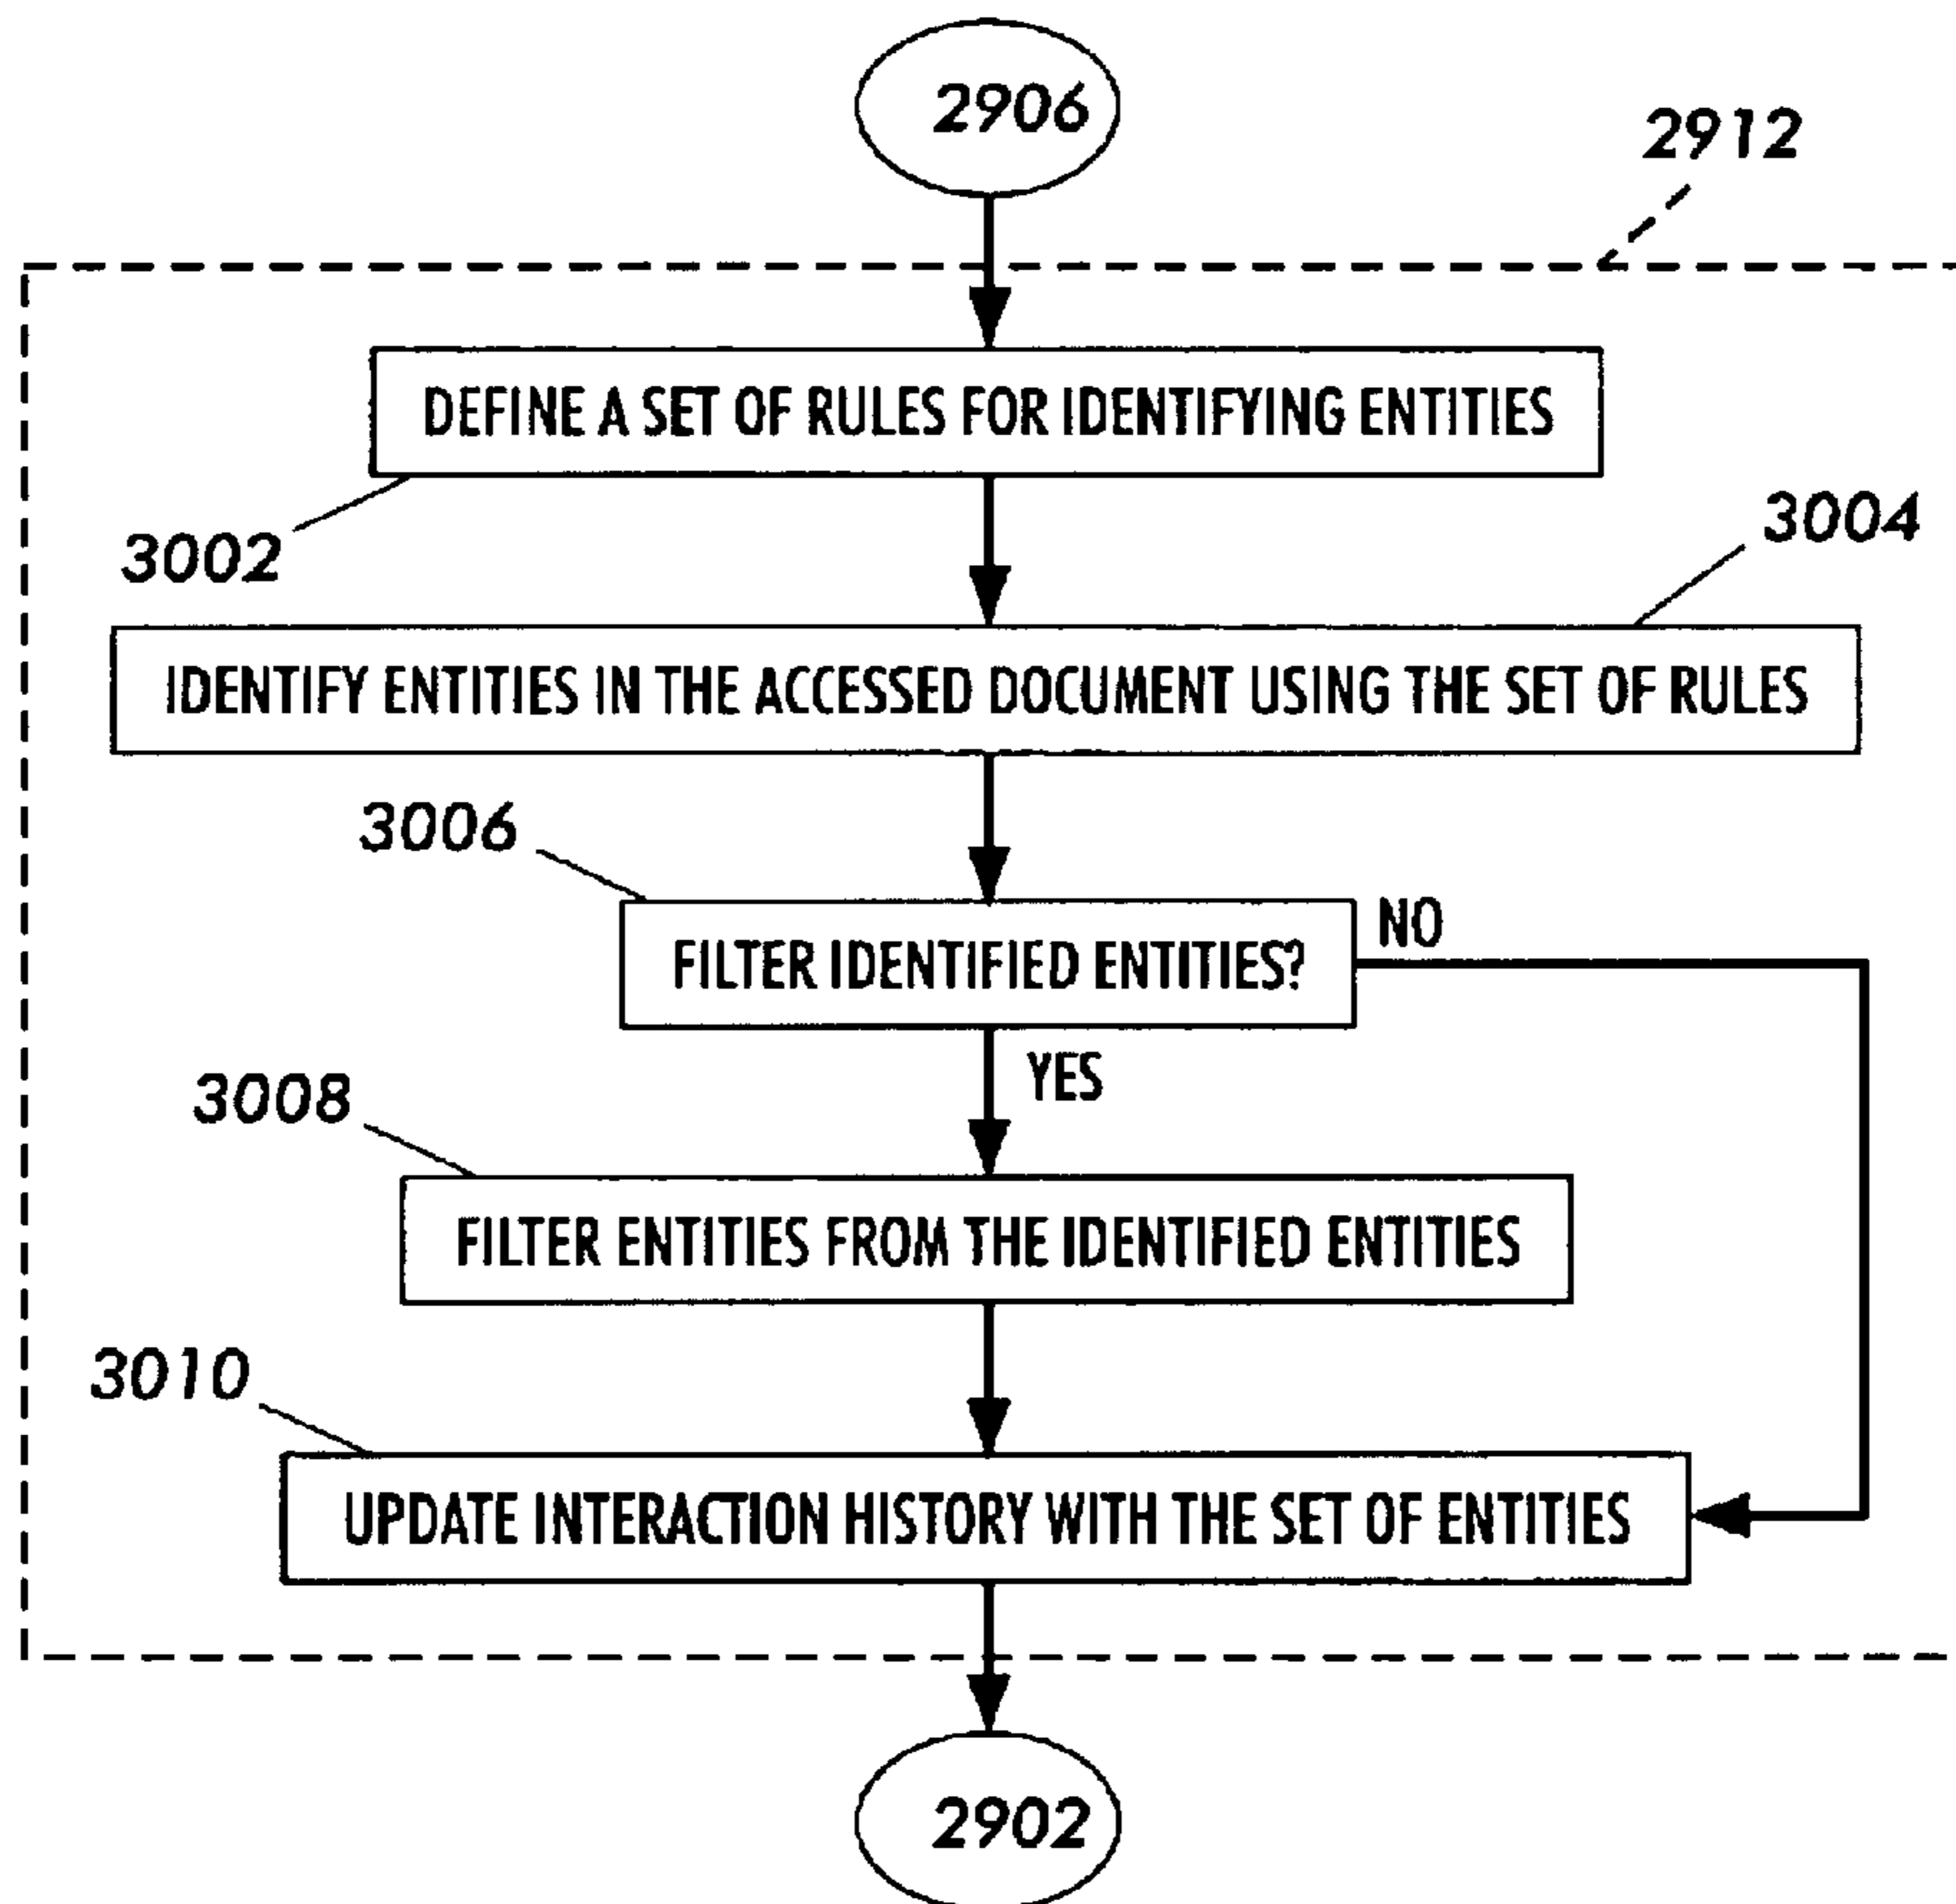 2906
2912
DEFINE A SET OF RULES FOR IDENTIFYING ENTITIES
3002
3004
IDENTIFY ENTITIES IN THE ACCESSED DOCUMENT USING THE SET OF RULES
3006
NO
FILTER IDENTIFIED ENTITIES?
YES
3008
FILTER ENTITIES FROM THE IDENTIFIED ENTITIES
3010
UPDATE INTERACTION HISTORY WITH THE SET OF ENTITIES
2902